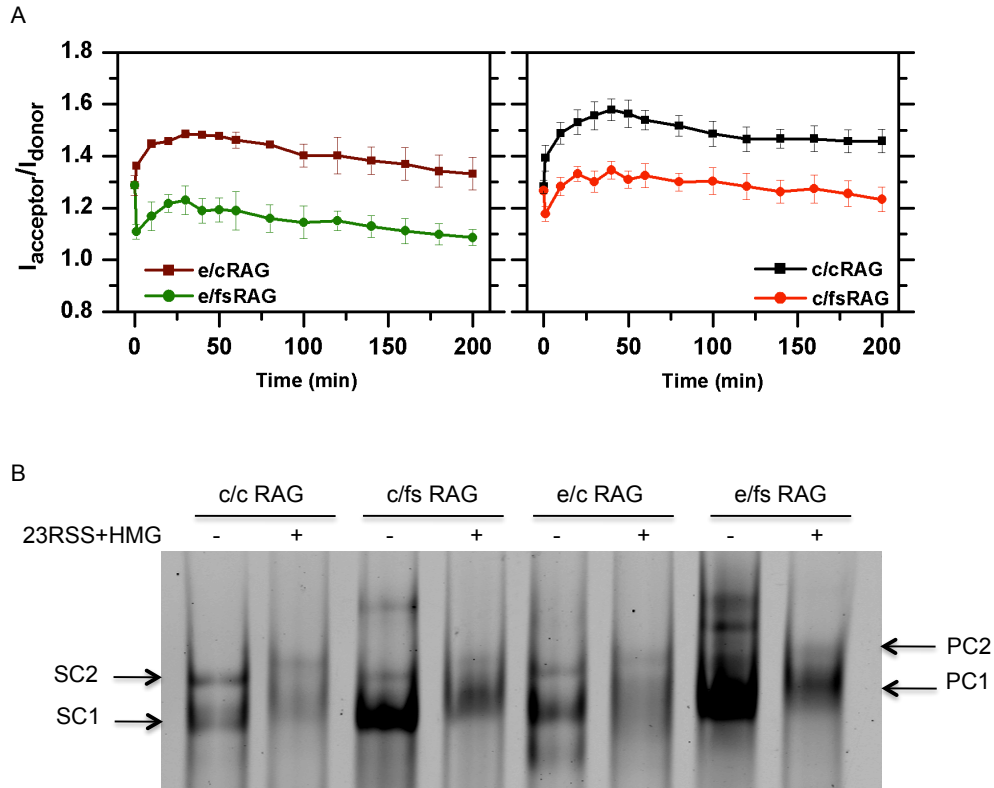 A
I acceptor/I donor
1.8
1.6
1.4
1.2
1.0
0.8
e/cRAG
e/fsRAG
0 50 100 150 200
Time (min)
c/cRAG
c/fsRAG
0 50 100 150 200
Time (min)
B
c/c RAG c/fs RAG e/c RAG e/fs RAG
23RSS+HMG - + - + - + - +
SC2
SC1
PC2
PC1